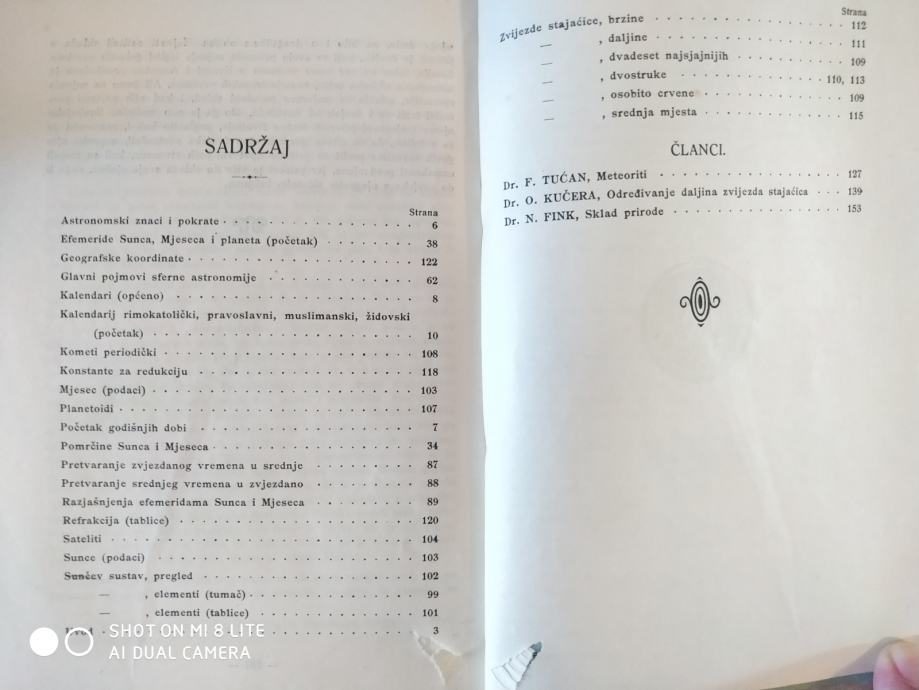 SADRŽAJ
Strana
Astronomski znaci i pokrate 6
Efemeride Sunca, Mjeseca i planeta (početak) 38
Geografske koordinate 122
Glavni pojmovi sferne astronomije 62
Kalendari (općeno) 8
Kalendarij rimokatolički, pravoslavni, muslimanski, židovski
(početak) 10
Kometi periodički 108
Konstante za redukciju 118
Mjesec (podaci) 103
Planetoidi 107
Početak godišnjih dobi 7
Pomrčine Sunca i Mjeseca 34
Pretvaranje zvjezdanog vremena u srednje 87
Pretvaranje srednjeg vremena u zvjezdano 88
Razjašnjenja efemeridama Sunca i Mjeseca 89
Refrakcija (tablice) 120
Sateliti 104
Sunce (podaci) 103
Sunčev sustav, pregled 102
— , elementi (tumač) 99
— , elementi (tablice) 101
Uvod 3
SHOT ON MI 8 LITE
AI DUAL CAMERA
Strana
Zvijezde stajaćice, brzine 112
— , daljine 111
— , dvadeset najsjajnijih 109
— , dvostruke 110, 113
— , osobito crvene 109
— , srednja mjesta 115
ČLANCI.
Dr. F. TUĆAN, Meteoriti 127
Dr. O. KUČERA, Određivanje daljina zvijezda stajaćica 139
Dr. N. FINK, Sklad prirode 153